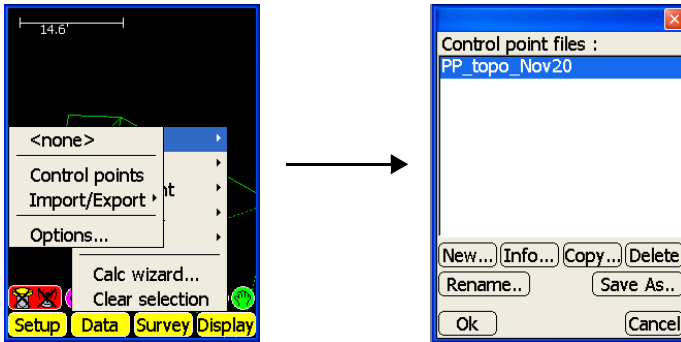 14.6'
<none>
Control points
Import/Export
nt
Options...
Calc wizard...
Clear selection
Setup Data Survey Display
Control point files :
PP_topo_Nov20
New... Info... Copy... Delete
Rename.. Save As..
Ok Cancel